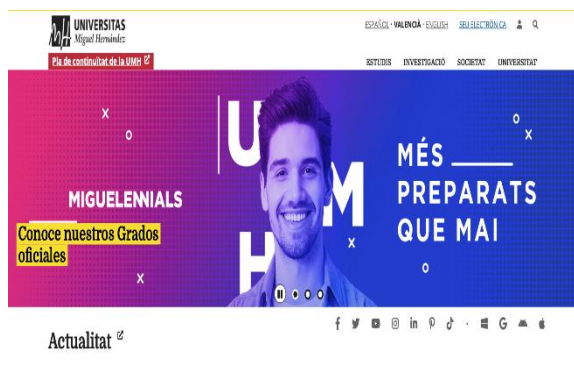 UNIVERSITAS
Miguel Hernández
ESPAÑOL · VALENCIÀ · ENGLISH SEU ELECTRÒNICA
Pla de continuïtat de la UMH
ESTUDIS INVESTIGACIÓ SOCIETAT UNIVERSITAT
U
M
H
MIGUELENNIALS
Conoce nuestros Grados
oficiales
MÉS
PREPARATS
QUE MAI
Actualitat